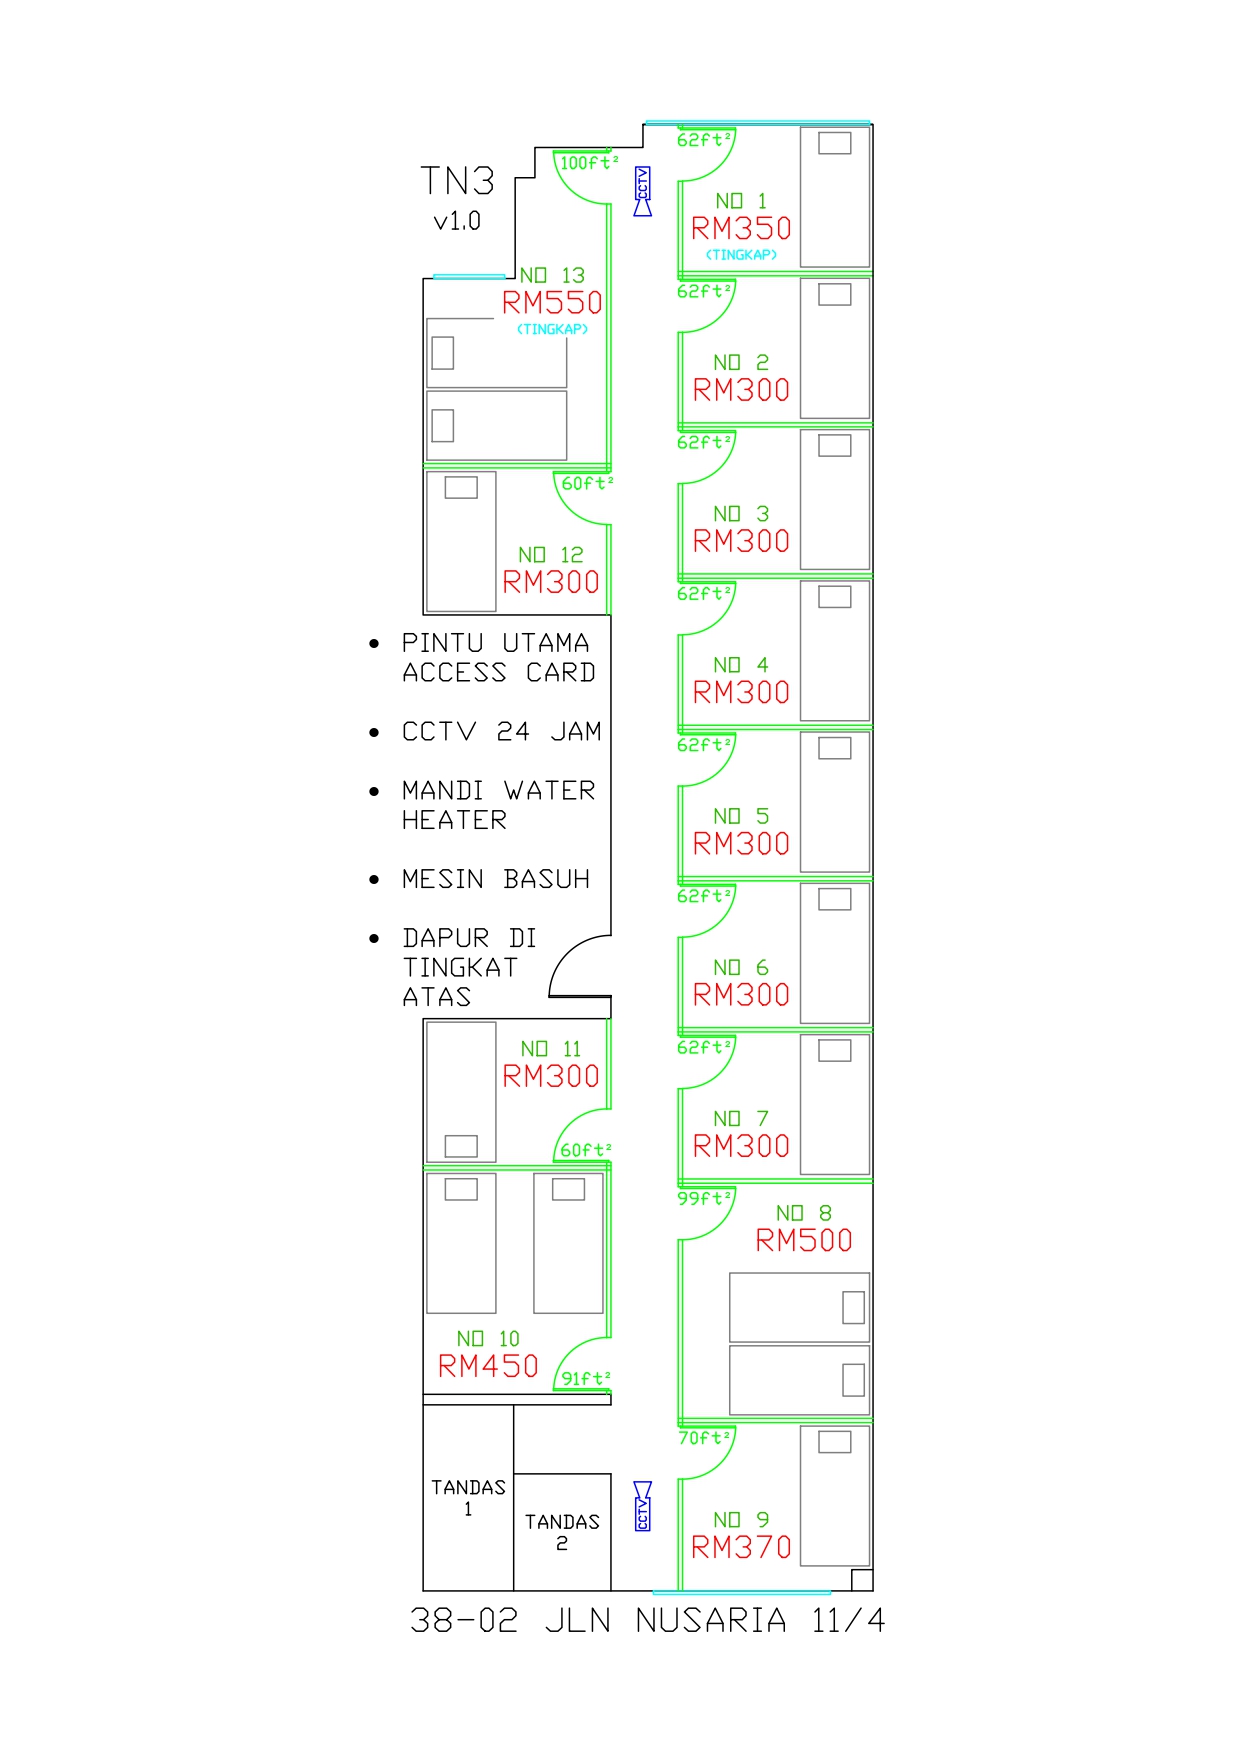 TN3
v1.0
100ft²
CCTV
62ft²
NO 1
RM350
(TINGKAP)
NO 13
RM550
(TINGKAP)
62ft²
NO 2
RM300
62ft²
NO 3
RM300
60ft²
NO 12
RM300
62ft²
NO 4
RM300
• PINTU UTAMA
ACCESS CARD
• CCTV 24 JAM
• MANDI WATER
HEATER
• MESIN BASUH
• DAPUR DI
TINGKAT
ATAS
62ft²
NO 5
RM300
62ft²
NO 6
RM300
62ft²
NO 7
RM300
NO 11
RM300
60ft²
99ft²
NO 8
RM500
NO 10
RM450
91ft²
70ft²
NO 9
RM370
TANDAS
1
TANDAS
2
CCTV
38-02 JLN NUSARIA 11/4